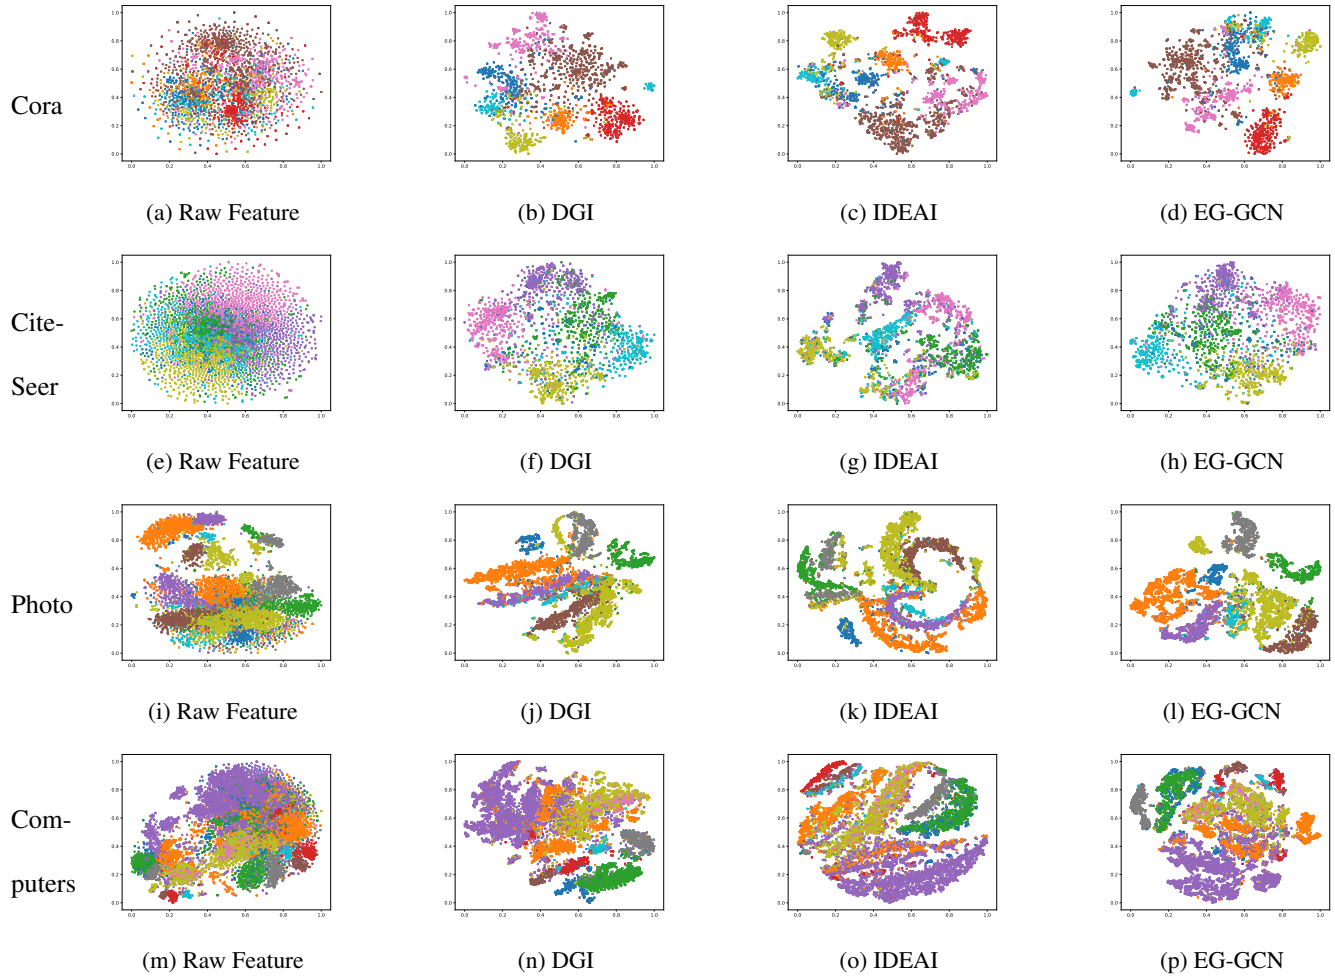 Cora
(a) Raw Feature
(b) DGI
(c) IDEAI
(d) EG-GCN
Cite-
Seer
(e) Raw Feature
(f) DGI
(g) IDEAI
(h) EG-GCN
Photo
(i) Raw Feature
(j) DGI
(k) IDEAI
(l) EG-GCN
Com-
puters
(m) Raw Feature
(n) DGI
(o) IDEAI
(p) EG-GCN